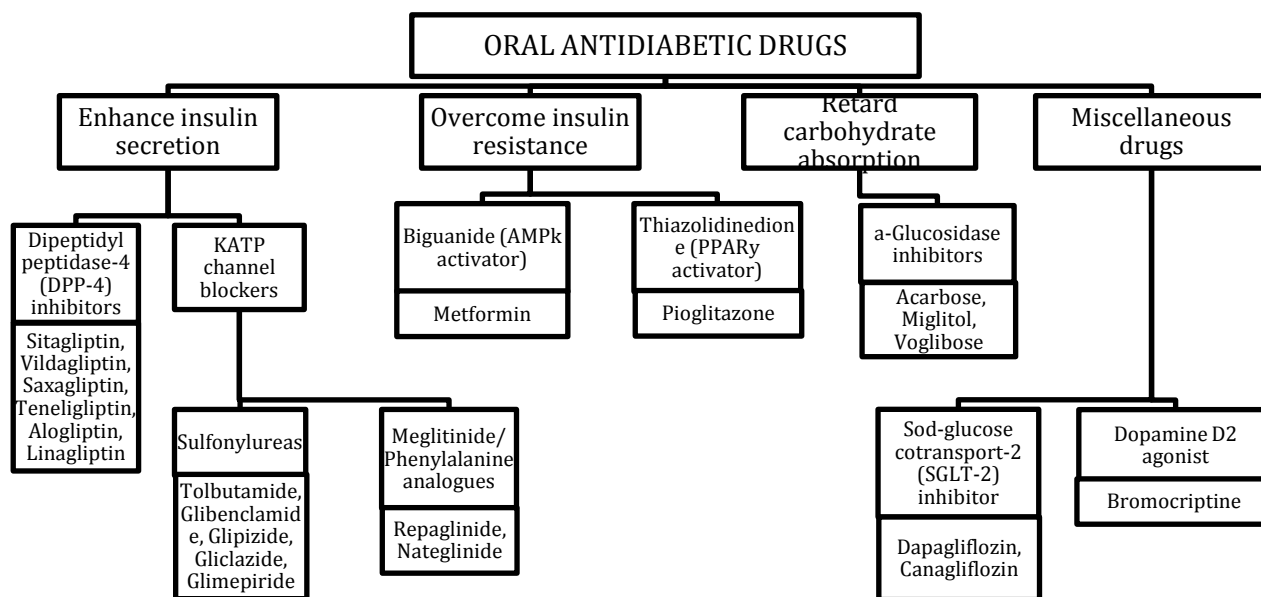 ORAL ANTIDIABETIC DRUGS
Enhance insulin
secretion
Overcome insulin
resistance
Retard
carbohydrate
absorption
Miscellaneous
drugs
Dipeptidyl
peptidase-4
(DPP-4)
inhibitors
Sitagliptin,
Vildagliptin,
Saxagliptin,
Teneligliptin,
Alogliptin,
Linagliptin
KATP
channel
blockers
Sulfonylureas
Tolbutamide,
Glibenclamid
e, Glipizide,
Gliclazide,
Glimepiride
Meglitinide/
Phenylalanine
analogues
Repaglinide,
Nateglinide
Biguanide (AMPk
activator)
Metformin
Thiazolidinedion
e (PPARy
activator)
Pioglitazone
a-Glucosidase
inhibitors
Acarbose,
Miglitol,
Voglibose
Sod-glucose
cotransport-2
(SGLT-2)
inhibitor
Dapagliflozin,
Canagliflozin
Dopamine D2
agonist
Bromocriptine